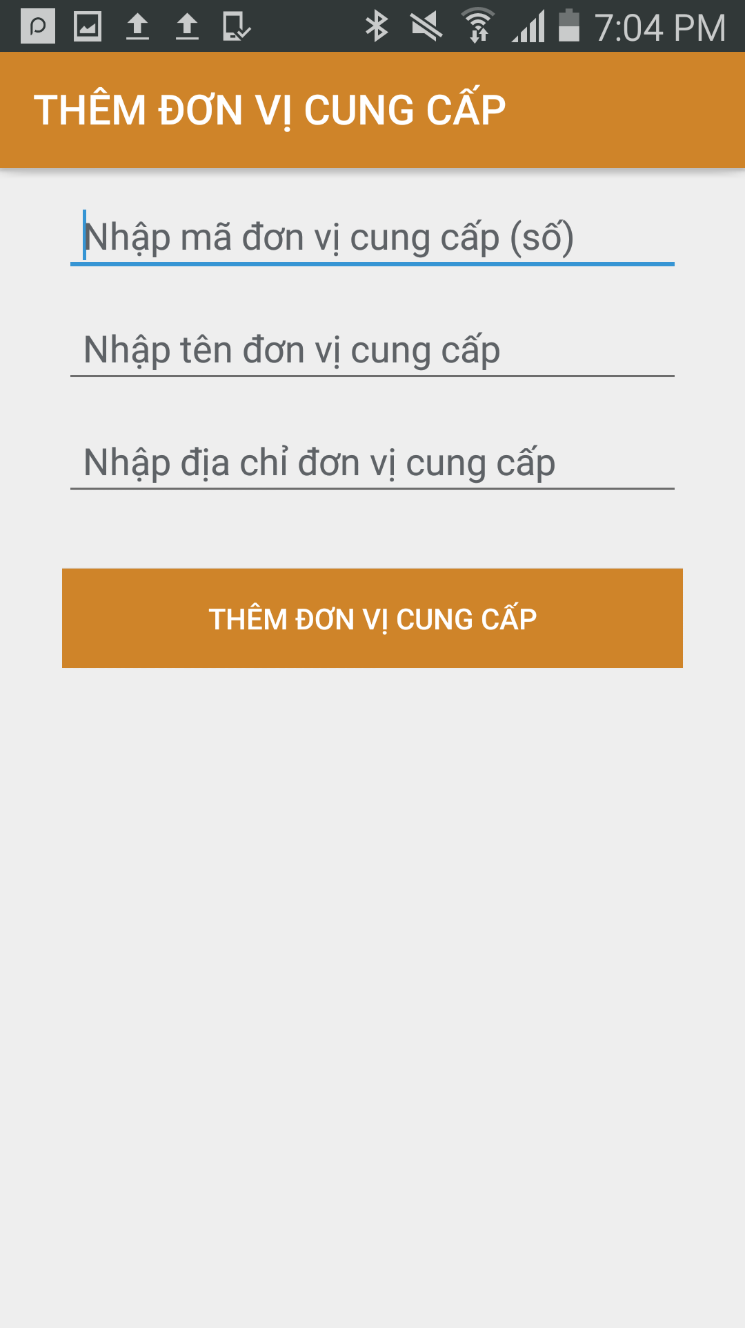 7:04 PM
THÊM ĐƠN VỊ CUNG CẤP
Nhập mã đơn vị cung cấp (số)
Nhập tên đơn vị cung cấp
Nhập địa chỉ đơn vị cung cấp
THÊM ĐƠN VỊ CUNG CẤP